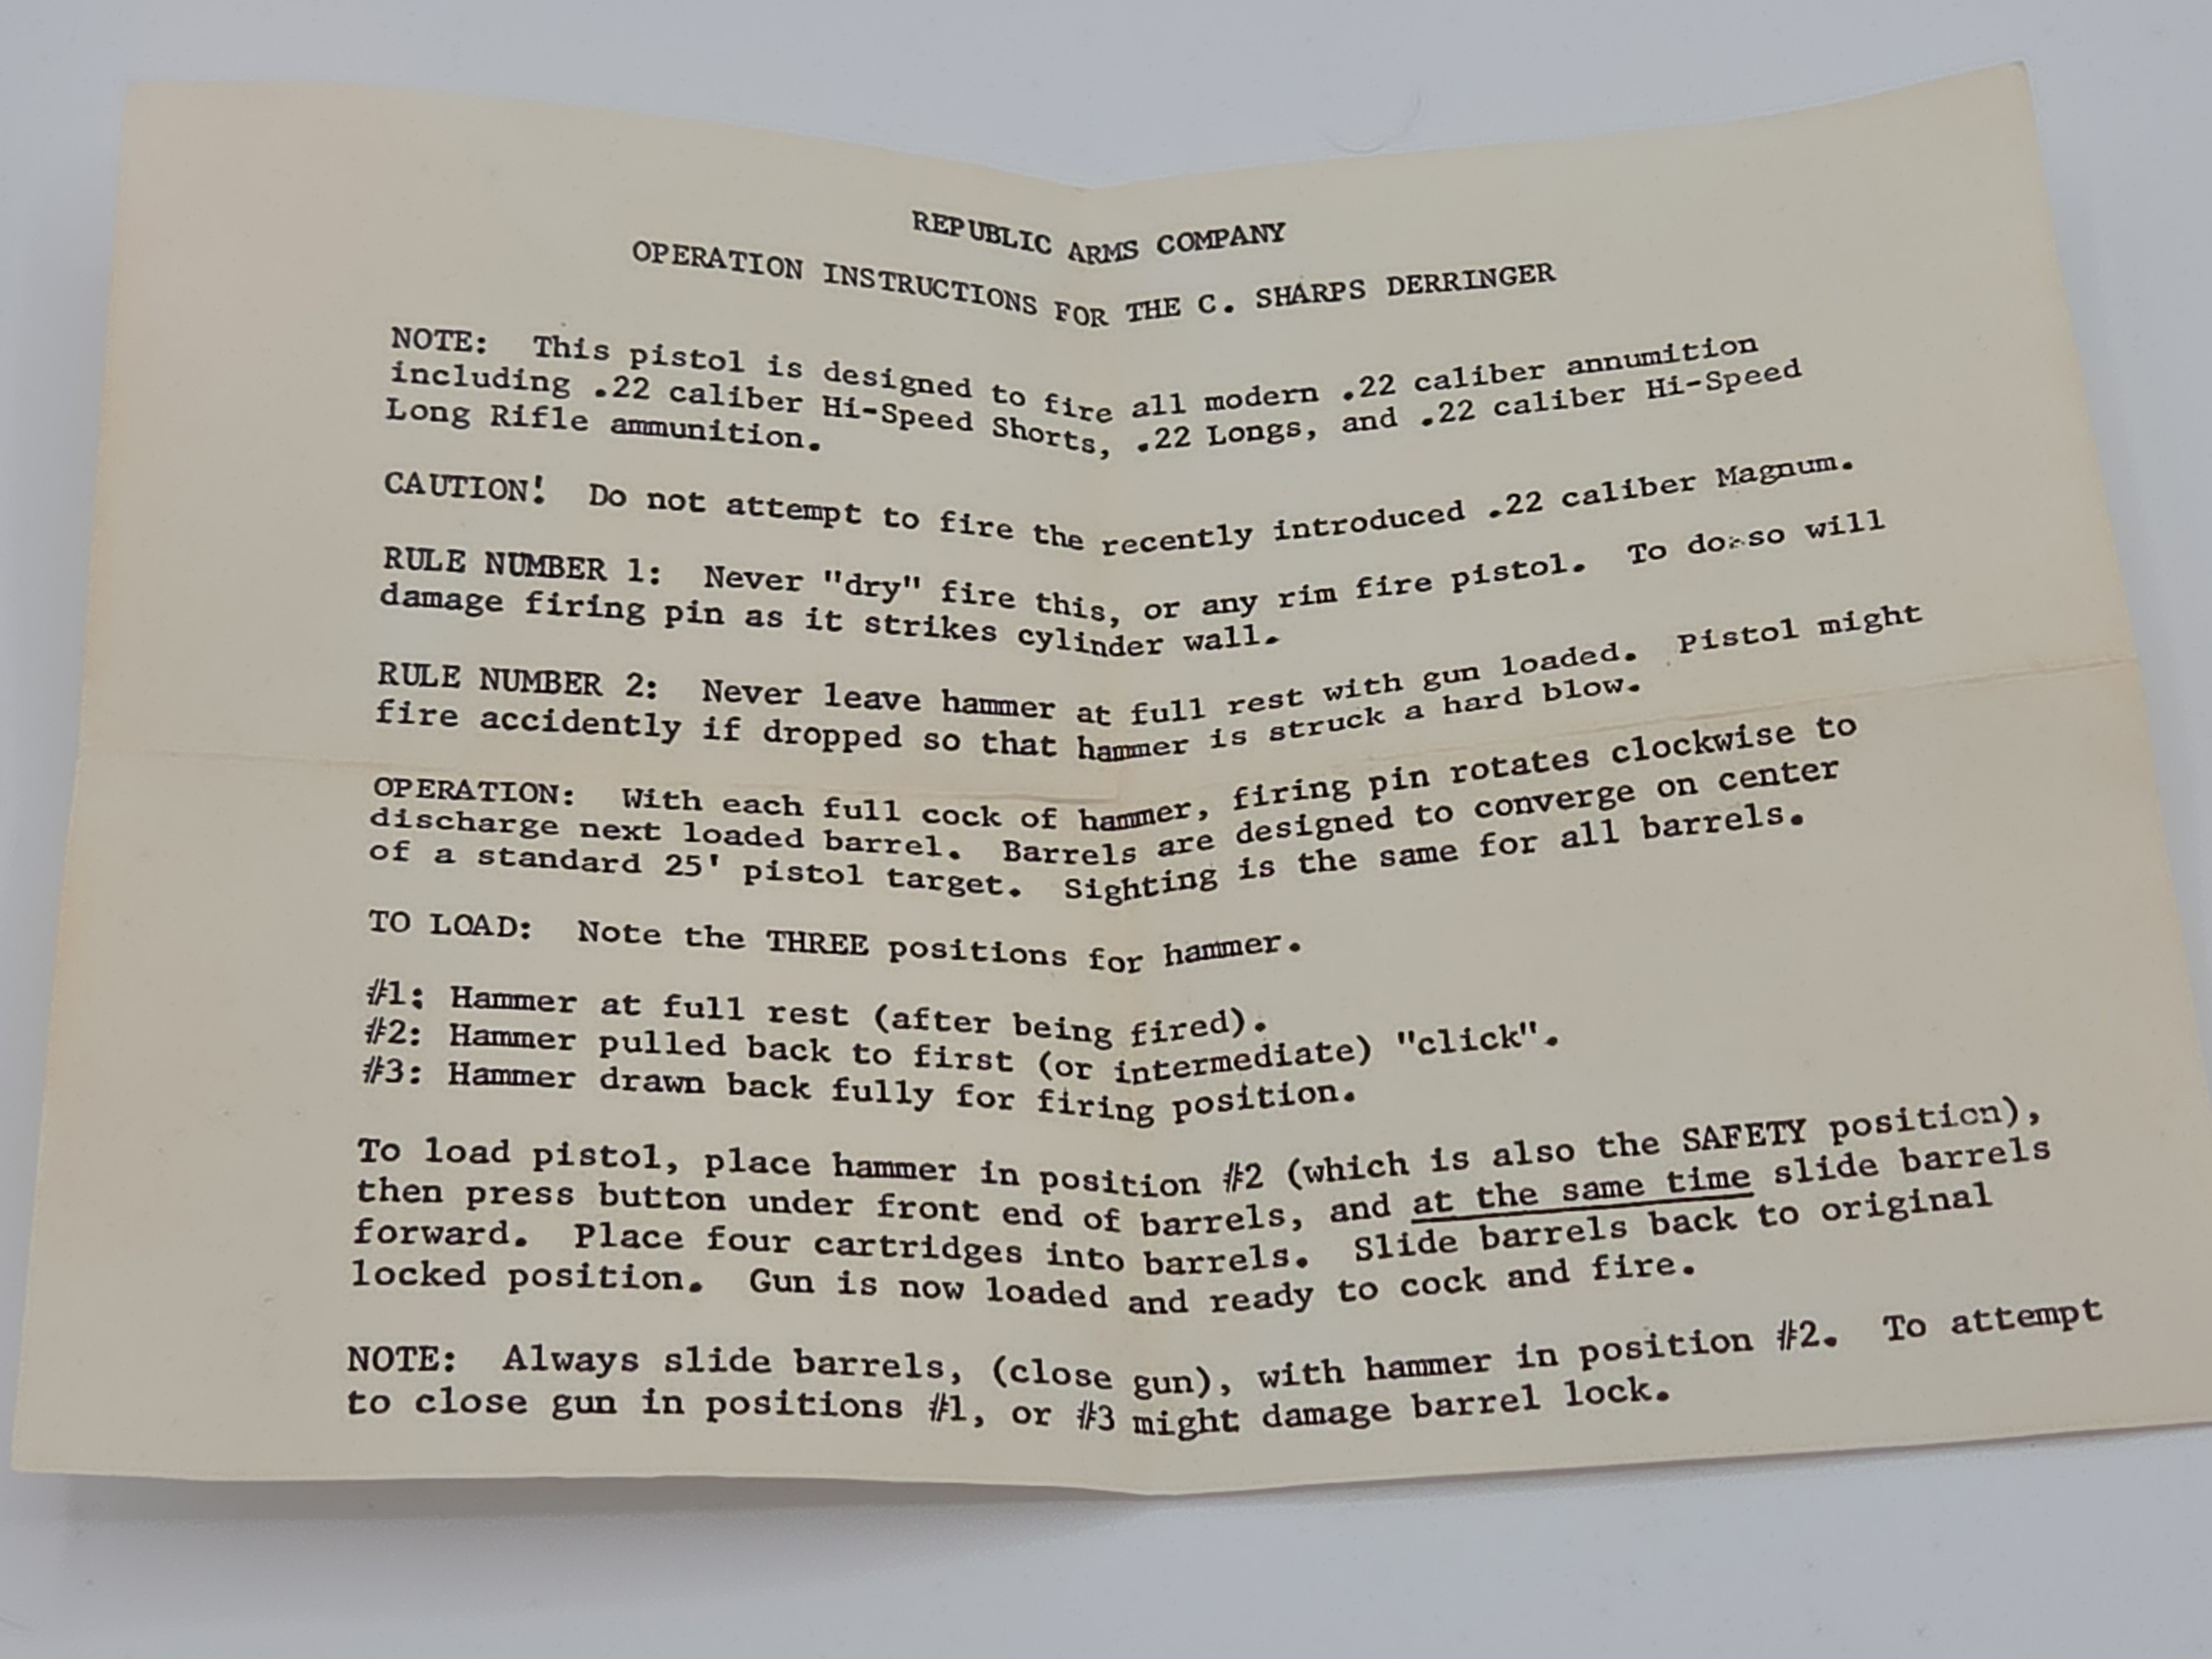 REPUBLIC ARMS COMPANY
OPERATION INSTRUCTIONS FOR THE C. SHARPS DERRINGER
NOTE: This pistol is designed to fire all modern .22 caliber annumition
including .22 caliber Hi-Speed Shorts, .22 Longs, and .22 caliber Hi-Speed
Long Rifle ammunition.
CAUTION! Do not attempt to fire the recently introduced .22 caliber Magnum.
RULE NUMBER 1: Never "dry" fire this, or any rim fire pistol. To do so will
damage firing pin as it strikes cylinder wall.
RULE NUMBER 2: Never leave hammer at full rest with gun loaded. Pistol might
fire accidently if dropped so that hammer is struck a hard blow.
OPERATION: With each full cock of hammer, firing pin rotates clockwise to
discharge next loaded barrel. Barrels are designed to converge on center
of a standard 25' pistol target. Sighting is the same for all barrels.
TO LOAD: Note the THREE positions for hammer.
#1; Hammer at full rest (after being fired).
#2: Hammer pulled back to first (or intermediate) "click".
#3: Hammer drawn back fully for firing position.
To load pistol, place hammer in position #2 (which is also the SAFETY position),
then press button under front end of barrels, and at the same time slide barrels
forward. Place four cartridges into barrels. Slide barrels back to original
locked position. Gun is now loaded and ready to cock and fire.
NOTE: Always slide barrels, (close gun), with hammer in position #2. To attempt
to close gun in positions #1, or #3 might damage barrel lock.